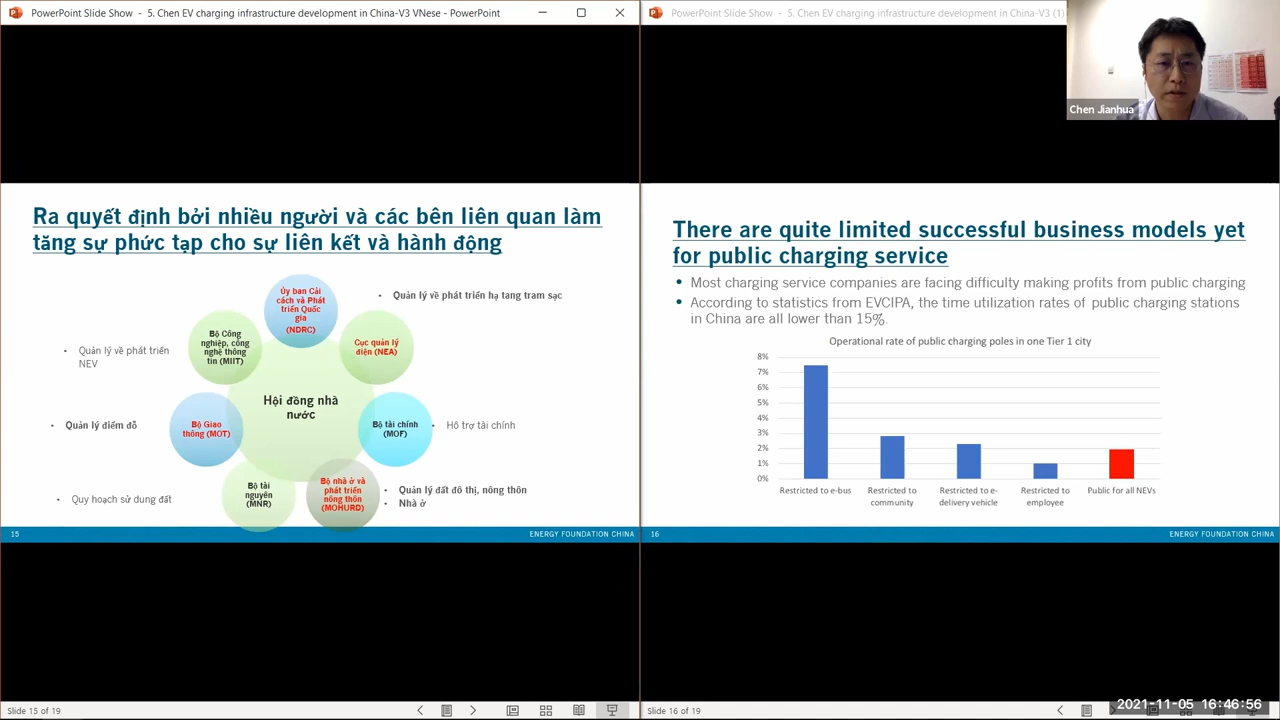 PowerPoint Slide Show - 5. Chen EV charging infrastructure development in China-V3 VNese - PowerPoint
PowerPoint Slide Show - 5. Chen EV charging infrastructure development in China-V3 (1)
Chen Jianhua
Ra quyết định bởi nhiều người và các bên liên quan làm
tăng sự phức tạp cho sự liên kết và hành động
Ủy ban Cải
cách và Phát
triển Quốc
gia
(NDRC)
• Quản lý về phát triển hạ tang tram sạc
Bộ Công
nghiệp, công
nghệ thông
tin (MIIT)
Cục quản lý
điện (NEA)
• Quản lý về phát triển
NEV
Hội đồng nhà
nước
• Quản lý điểm đỗ
Bộ Giao
thông (MOT)
Bộ tài chính
(MOF)
• Hỗ trợ tài chính
• Quy hoạch sử dung đất
Bộ tài
nguyên
(MNR)
Bộ nhà ở và
phát triển
nông thôn
(MOHURD)
• Quản lý đất đô thị, nông thôn
• Nhà ở
15
ENERGY FOUNDATION CHINA
There are quite limited successful business models yet
for public charging service
• Most charging service companies are facing difficulty making profits from public charging
• According to statistics from EVCIPA, the time utilization rates of public charging stations
in China are all lower than 15%.
Operational rate of public charging poles in one Tier 1 city
8%
7%
6%
5%
4%
3%
2%
1%
0%
Restricted to e-bus
Restricted to
community
Restricted to e-
delivery vehicle
Restricted to
employee
Public for all NEVs
16
ENERGY FOUNDATION CHINA
Slide 15 of 19
Slide 16 of 19
2021-11-05 16:46:56